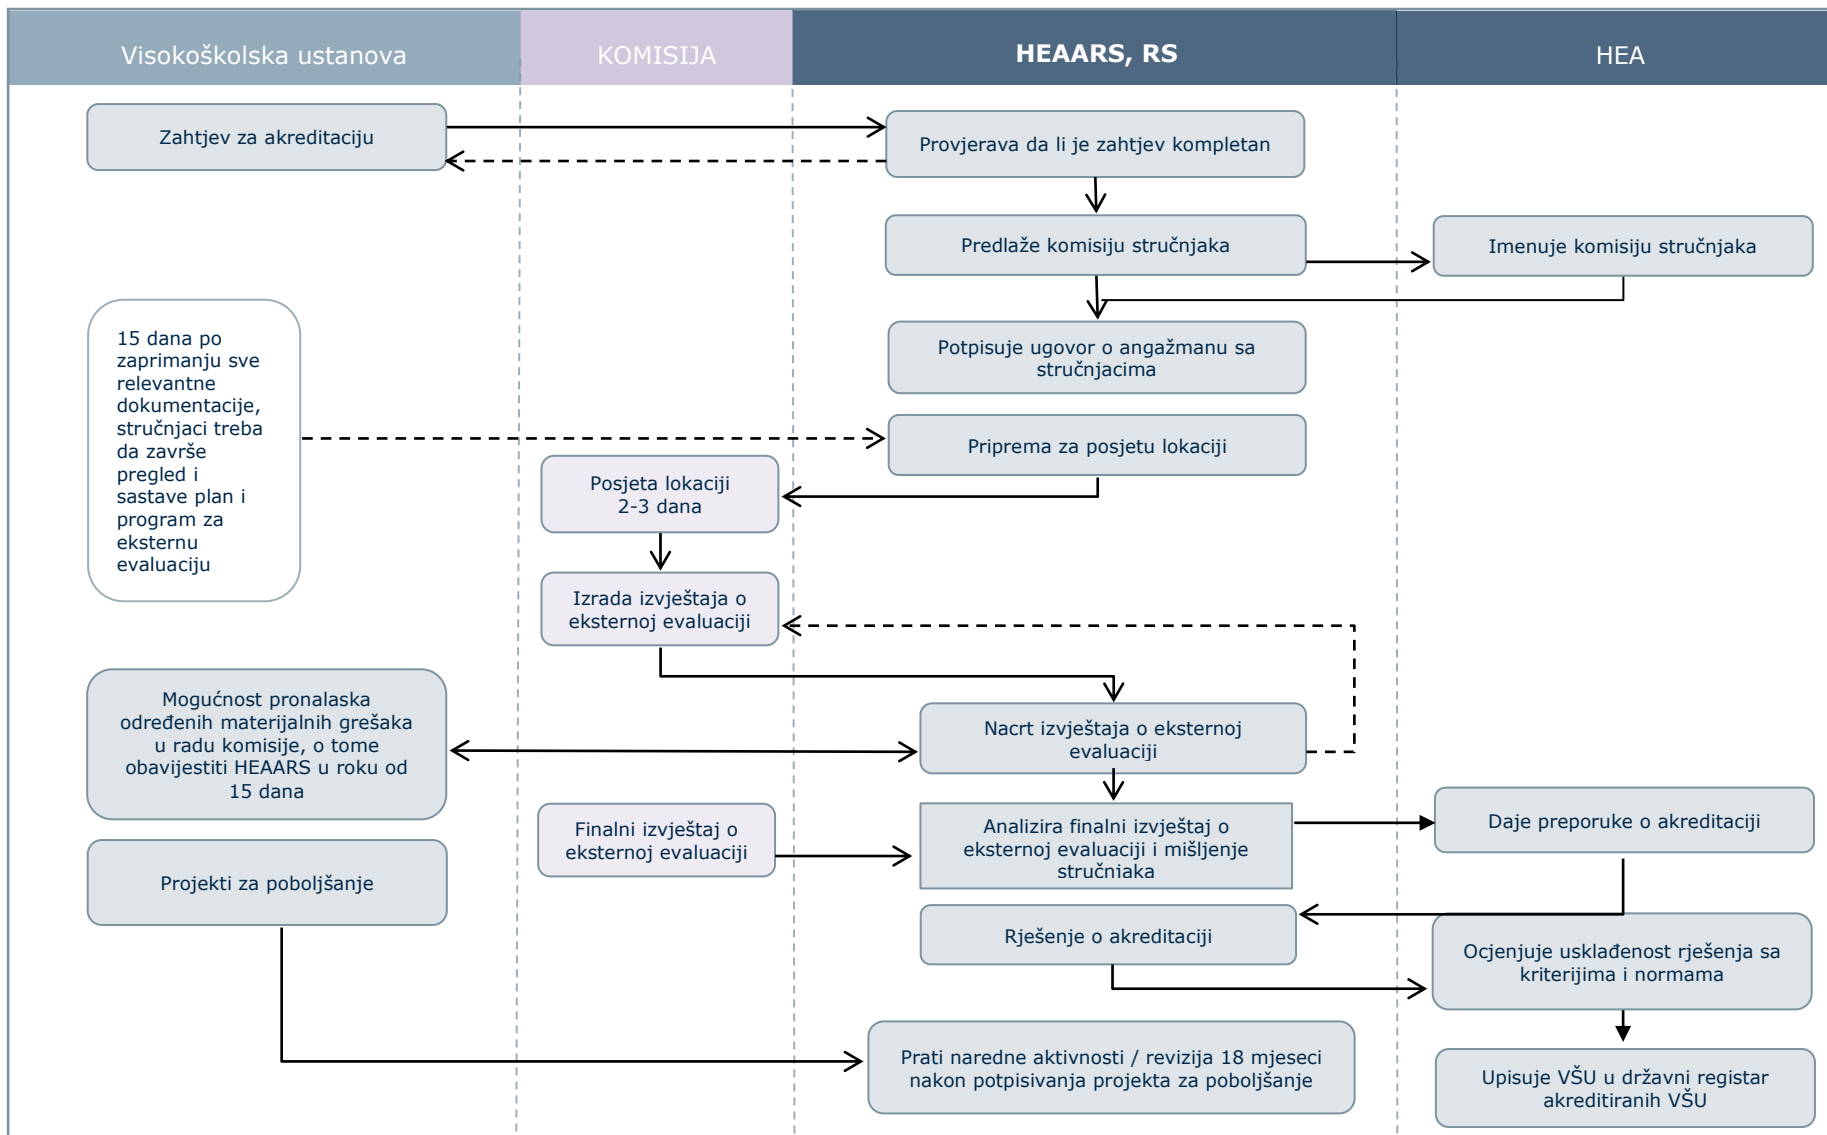 Visokoškolska ustanova
KOMISIJA
HEAARS, RS
HEA
Zahtjev za akreditaciju
Provjerava da li je zahtjev kompletan
Predlaže komisiju stručnjaka
Imenuje komisiju stručnjaka
15 dana po
zaprimanju sve
relevantne
dokumentacije,
stručnjaci treba
da završe
pregled i
sastave plan i
program za
eksternu
evaluaciju
Potpisuje ugovor o angažmanu sa
stručnjacima
Priprema za posjetu lokaciji
Posjeta lokaciji
2-3 dana
Izrada izvještaja o
eksternoj evaluaciji
Mogućnost pronalaska
određenih materijalnih grešaka
u radu komisije, o tome
obavijestiti HEAARS u roku od
15 dana
Nacrt izvještaja o eksternoj
evaluaciji
Finalni izvještaj o
eksternoj evaluaciji
Analizira finalni izvještaj o
eksternoj evaluaciji i mišljenje
stručniaka
Daje preporuke o akreditaciji
Projekti za poboljšanje
Rješenje o akreditaciji
Ocjenjuje usklađenost rješenja sa
kriterijima i normama
Prati naredne aktivnosti / revizija 18 mjeseci
nakon potpisivanja projekta za poboljšanje
Upisuje VŠU u državni registar
akreditiranih VŠU